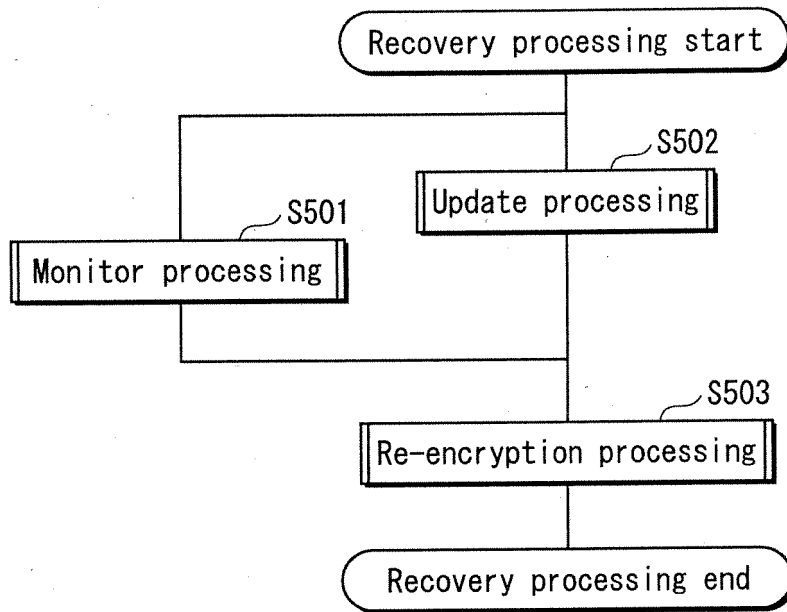 Recovery processing start
S502
Update processing
S501
Monitor processing
S503
Re-encryption processing
Recovery processing end